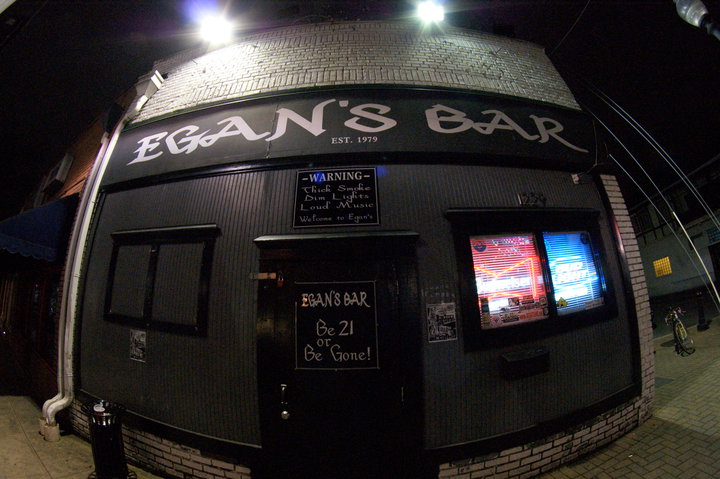 EGAN'S BAR
EST. 1979
-WARNING-
Thick Smoke
Dim Lights
Loud Music
Welcome to Egan's
EGAN'S BAR
Be 21
or
Be Gone!